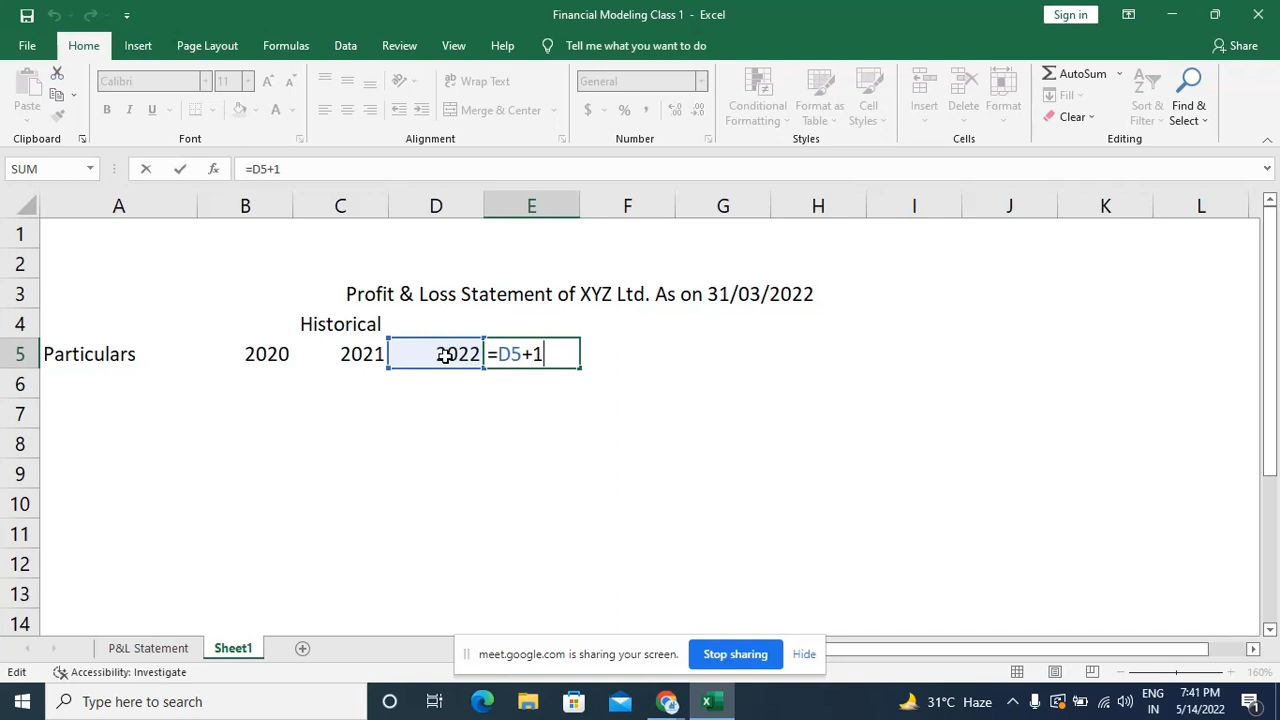 Financial Modeling Class 1 - Excel
Sign in
File Home Insert Page Layout Formulas Data Review View Help Tell me what you want to do Share
Paste
Clipboard
Calibri 11 A A
B I U A
Font
Wrap Text
Merge & Center
Alignment
General
$ % ,
Number
Conditional Formatting
Format as Table
Cell Styles
Styles
Insert
Delete
Format
Cells
AutoSum
Fill
Clear
Sort & Filter
Find & Select
Editing
SUM fx =D5+1
A B C D E F G H I J K L
1
2
3 Profit & Loss Statement of XYZ Ltd. As on 31/03/2022
4 Historical
5 Particulars 2020 2021 2022 =D5+1
6
7
8
9
10
11
12
13
14
P&L Statement Sheet1
meet.google.com is sharing your screen. Stop sharing Hide
Edit Accessibility: Investigate 160%
Type here to search
31°C Haze
ENG IN
7:41 PM
5/14/2022
1